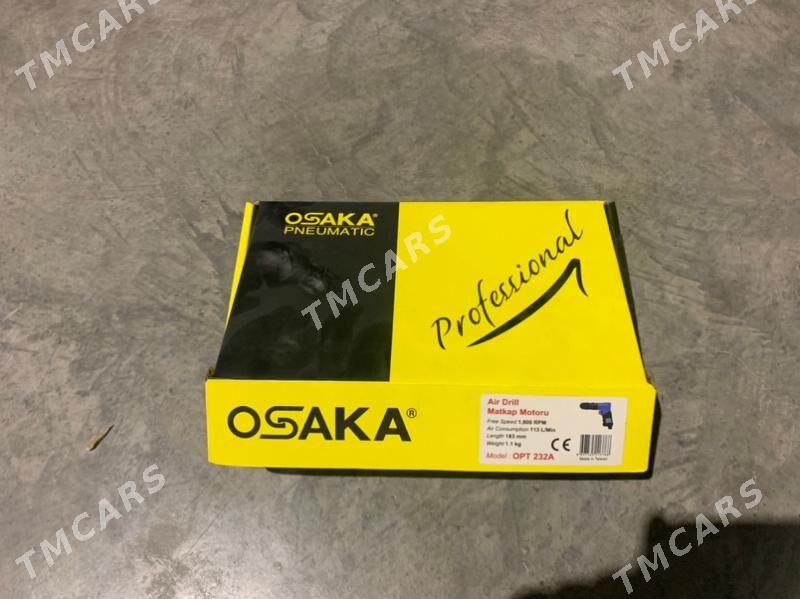 TMCARS
TMCARS
OSAKA®
PNEUMATIC
Professional
TMCARS
OSAKA®
Air Drill
Matkap Motoru
Free Speed 1,800 RPM
Air Consumption 113 L/Min
Length 183 mm
Weight 1.1 kg
Model : OPT 232A
CE
Made in Taiwan
TMCARS
TMCARS